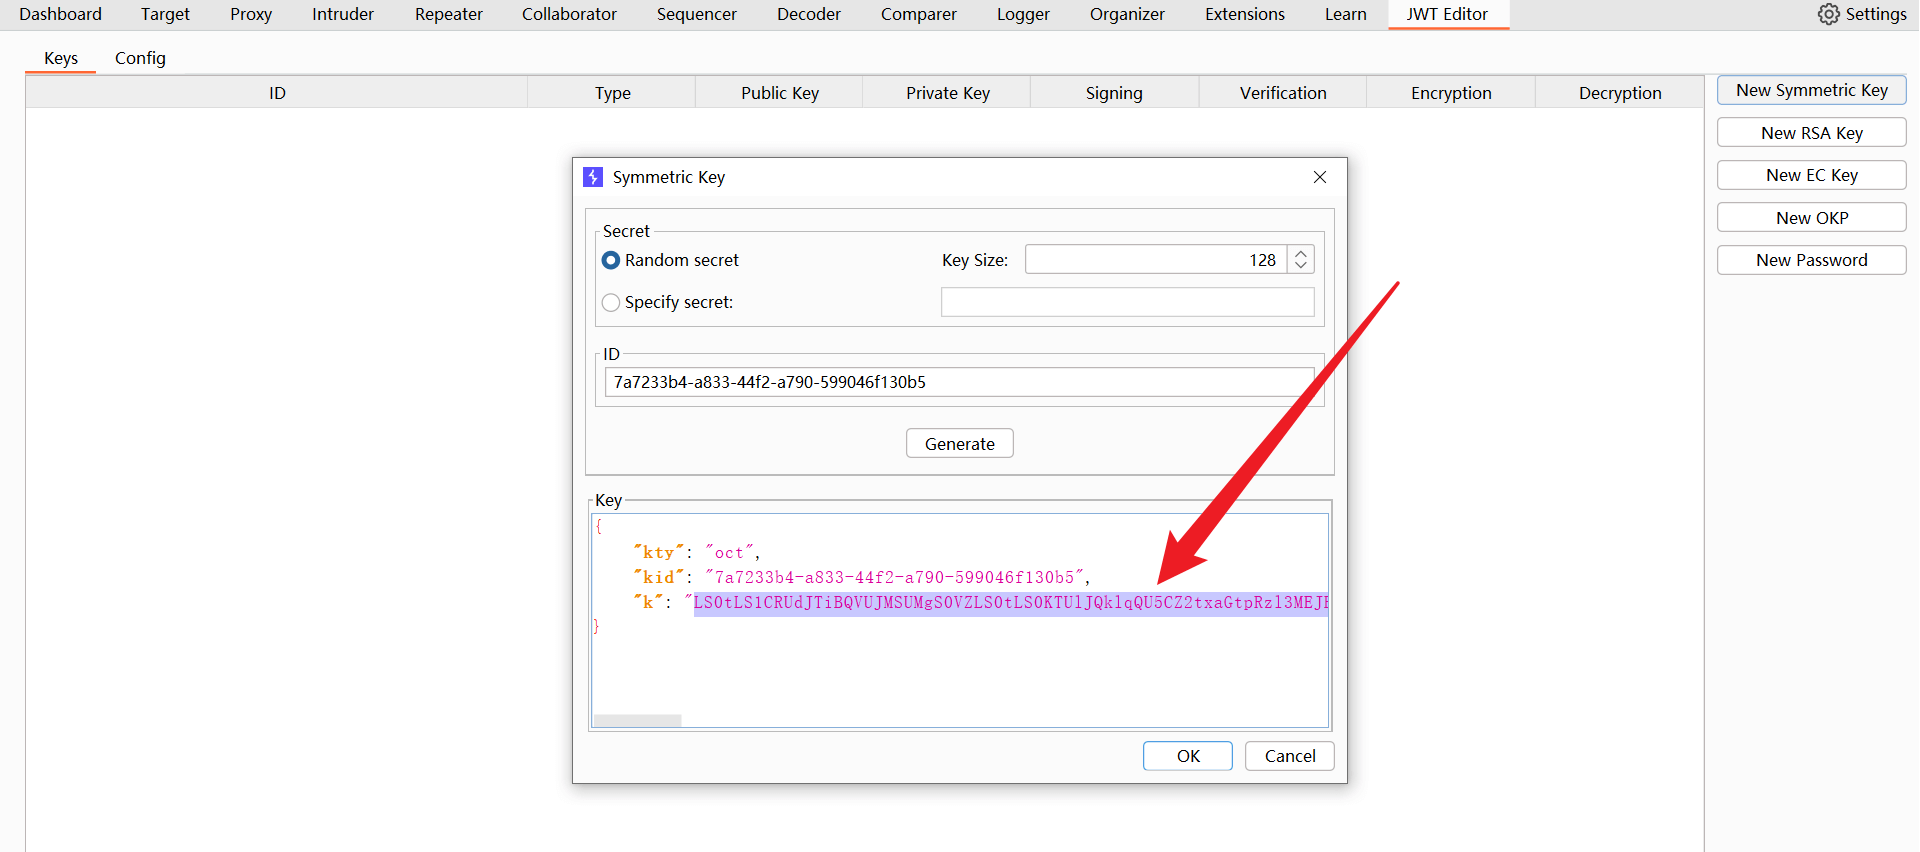 Dashboard Target Proxy Intruder Repeater Collaborator Sequencer Decoder Comparer Logger Organizer Extensions Learn JWT Editor Settings
Keys Config
ID Type Public Key Private Key Signing Verification Encryption Decryption
New Symmetric Key
New RSA Key
New EC Key
New OKP
New Password
Symmetric Key
Secret
Random secret Key Size: 128
Specify secret:
ID
7a7233b4-a833-44f2-a790-599046f130b5
Generate
Key
{
"kty": "oct",
"kid": "7a7233b4-a833-44f2-a790-599046f130b5",
"k": "LS0tLS1CRUdJTiBQVUJMSUMgS0VZLS0tLS0KTUlJQklqQU5CZ2txaGtpRzl3MEJF
}
OK Cancel